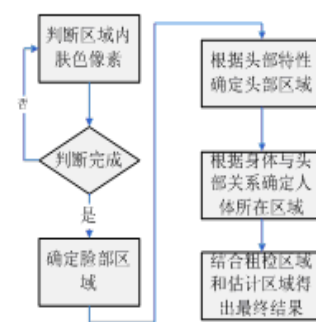 判断区域内
肤色像素
否
判断完成
是
确定脸部区
域
根据头部特性
确定头部区域
根据身体与头
部关系确定人
体所在区域
结合粗检区域
和估计区域得
出最终结果